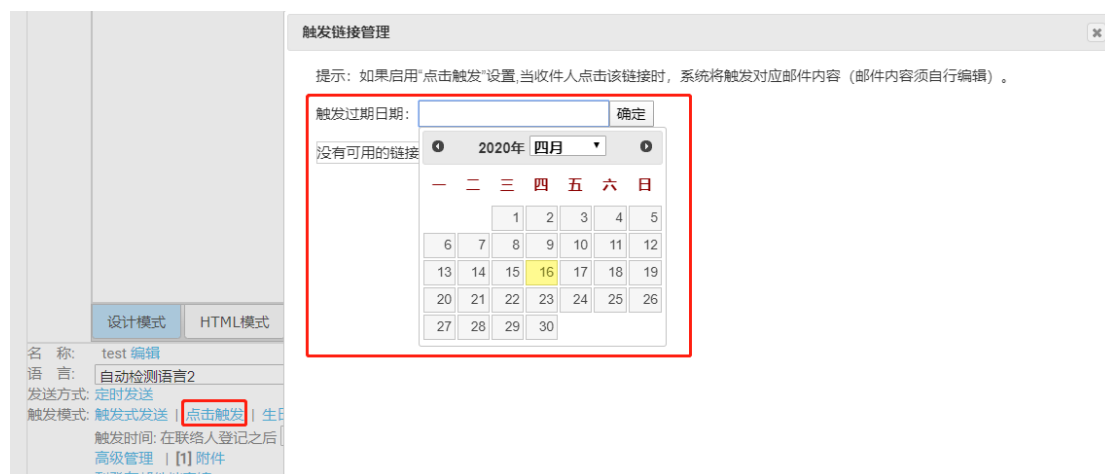 触发链接管理
提示：如果启用“点击触发”设置,当收件人点击该链接时，系统将触发对应邮件内容（邮件内容须自行编辑）。
触发过期日期: 确定
没有可用的链接
2020年 四月
一 二 三 四 五 六 日
1 2 3 4 5
6 7 8 9 10 11 12
13 14 15 16 17 18 19
20 21 22 23 24 25 26
27 28 29 30
设计模式 HTML模式
名 称: test 编辑
语 言: 自动检测语言2
发送方式: 定时发送
触发模式: 触发式发送 | 点击触发 | 生
触发时间: 在联络人登记之后
高级管理 | [1] 附件